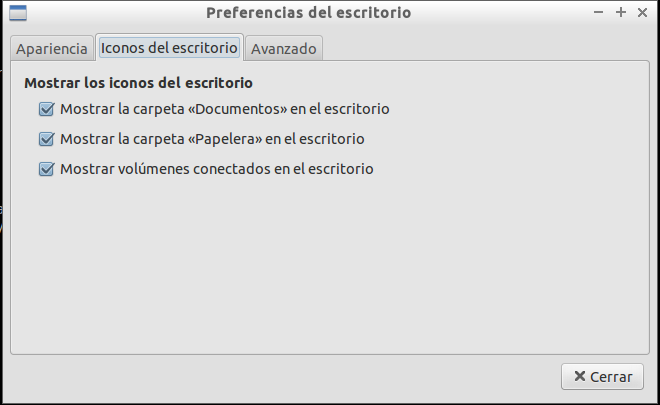 Preferencias del escritorio
Apariencia Iconos del escritorio Avanzado
Mostrar los iconos del escritorio
Mostrar la carpeta «Documentos» en el escritorio
Mostrar la carpeta «Papelera» en el escritorio
Mostrar volúmenes conectados en el escritorio
Cerrar